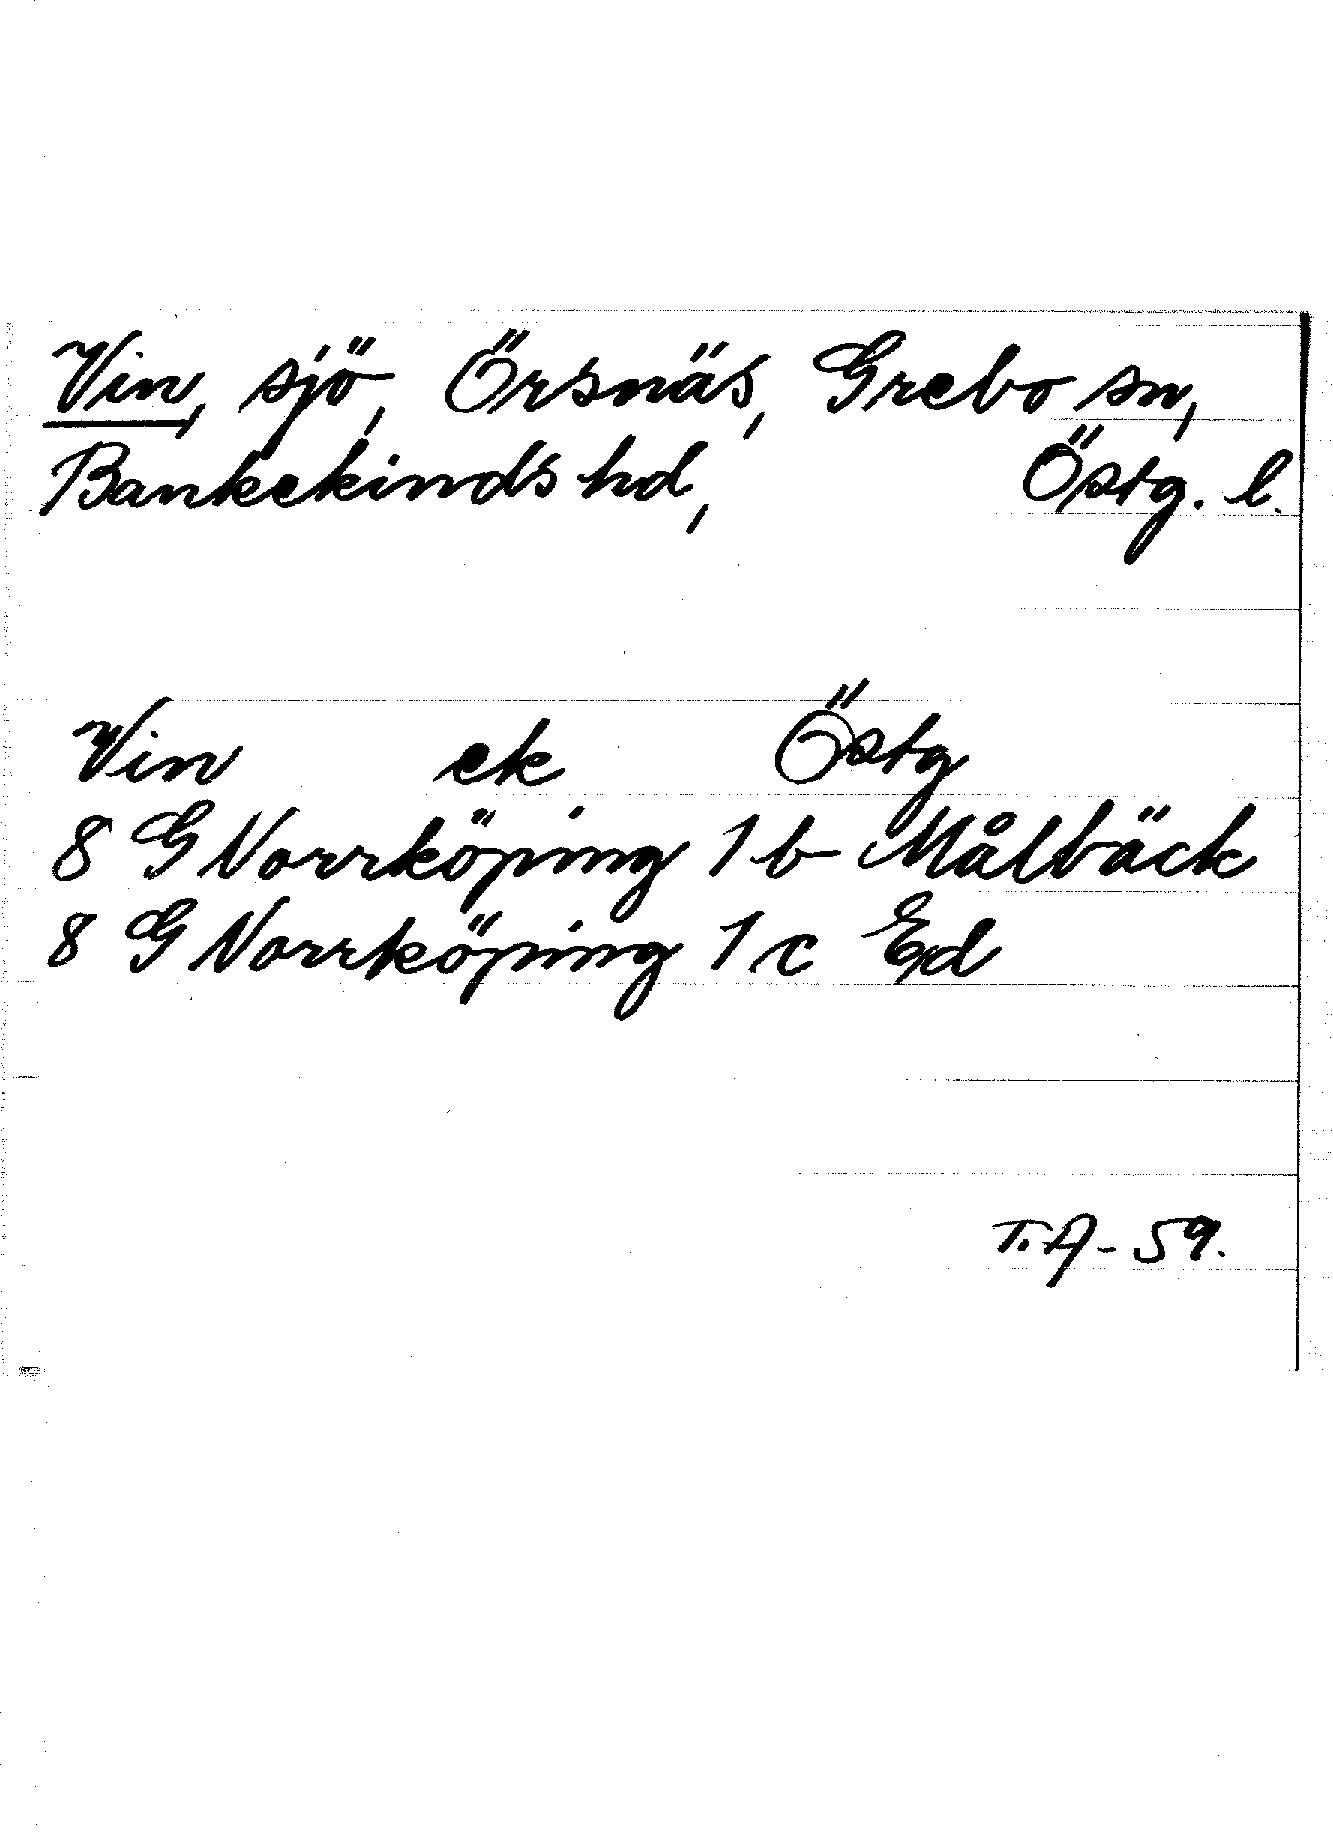 Vin, sjö, Örsnäs, Grebo sn,
Bankekinds hd, Östg. l.
Vin ek Östg
8 G Norrköping 1 b Målbäck
8 G Norrköping 1 c Ed
T. A - 59.